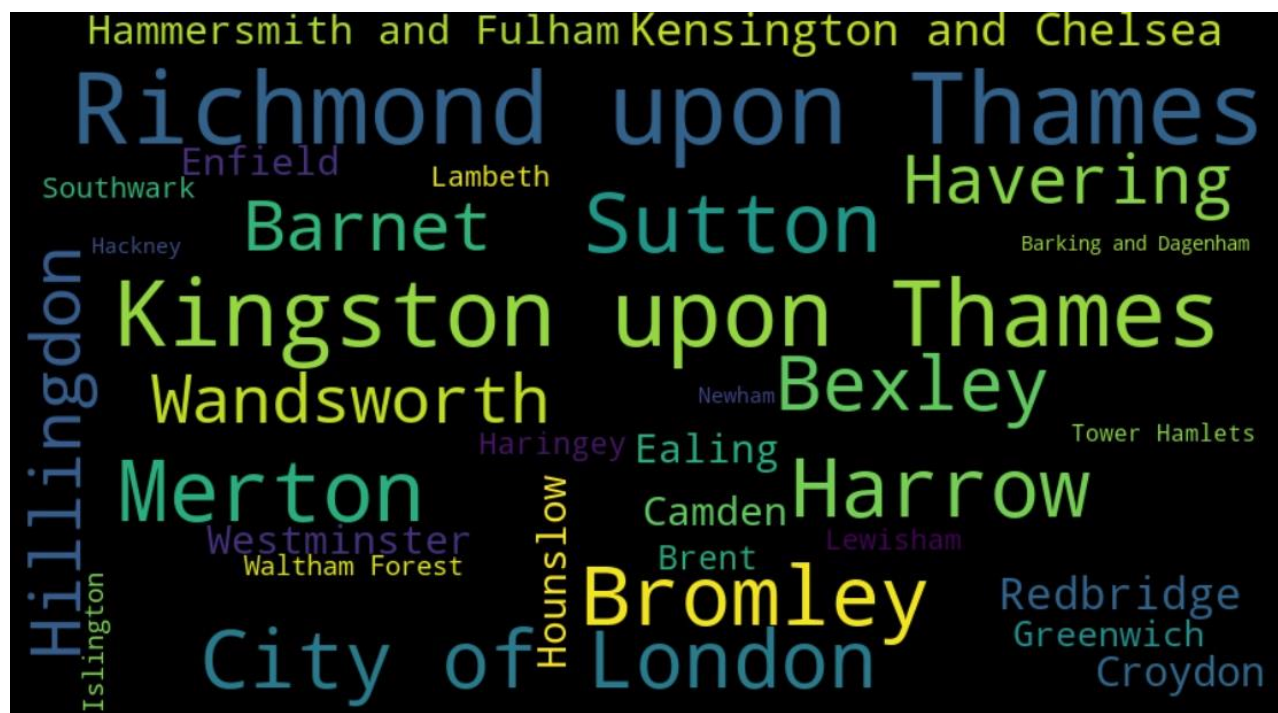 Hammersmith and Fulham
Kensington and Chelsea
Richmond upon Thames
Enfield
Lambeth
Havering
Southwark
Barnet
Sutton
Hackney
Barking and Dagenham
Hillingdon
Kingston upon Thames
Wandsworth
Newham
Bexley
Haringey
Ealing
Tower Hamlets
Merton
Hounslow
Camden
Harrow
Westminster
Lewisham
Waltham Forest
Brent
Islington
Bromley
Redbridge
Greenwich
City of London
Croydon